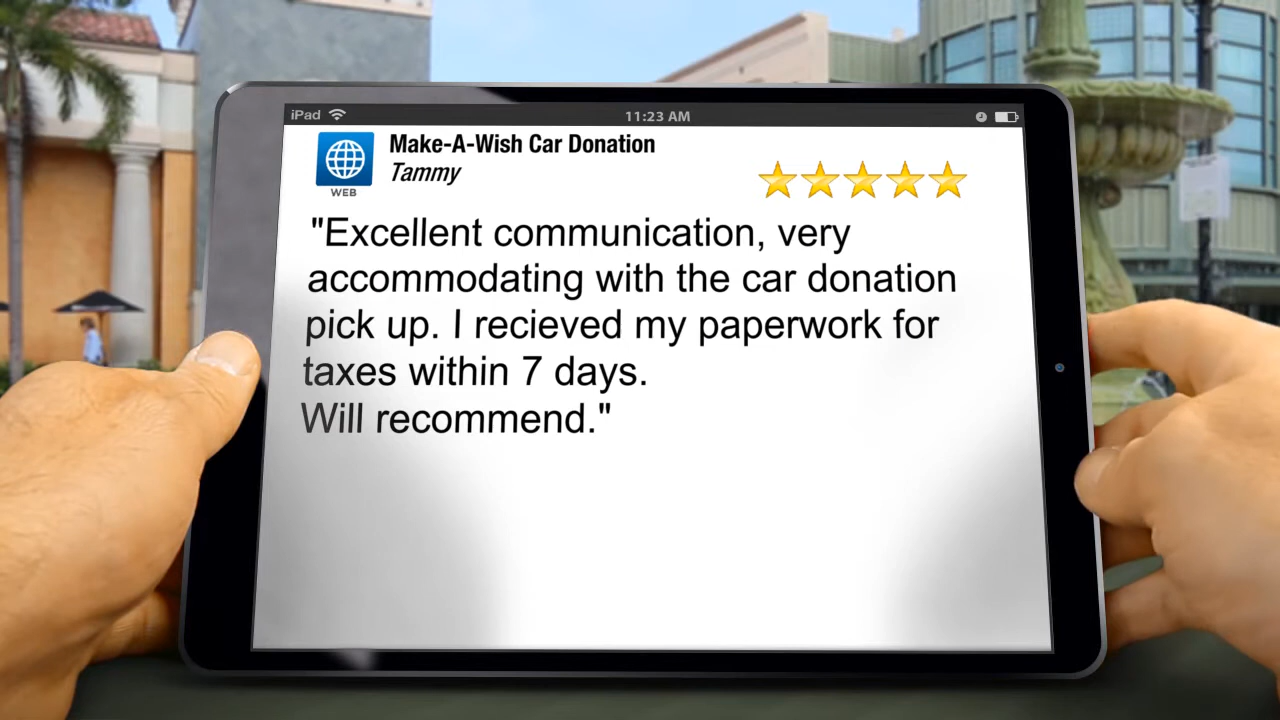 iPad 11:23 AM
Make-A-Wish Car Donation
Tammy
WEB
"Excellent communication, very
accommodating with the car donation
pick up. I recieved my paperwork for
taxes within 7 days.
Will recommend."